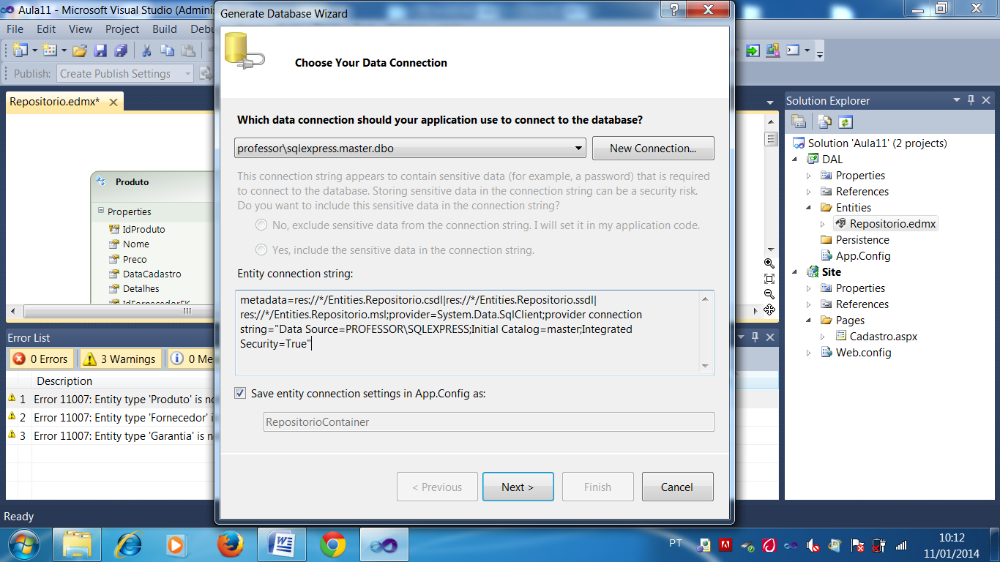 Aula11 - Microsoft Visual Studio (Adminis
File Edit View Project Build Debu
Publish: Create Publish Settings
Repositorio.edmx*
Produto
Properties
IdProduto
Nome
Preco
DataCadastro
Detalhes
IdFornecedorFK
Error List
0 Errors 3 Warnings 0 Me
Description
1 Error 11007: Entity type 'Produto' is no
2 Error 11007: Entity type 'Fornecedor' i
3 Error 11007: Entity type 'Garantia' is n
Ready
Generate Database Wizard
Choose Your Data Connection
Which data connection should your application use to connect to the database?
professor\sqlexpress.master.dbo
New Connection...
This connection string appears to contain sensitive data (for example, a password) that is required
to connect to the database. Storing sensitive data in the connection string can be a security risk.
Do you want to include this sensitive data in the connection string?
No, exclude sensitive data from the connection string. I will set it in my application code.
Yes, include the sensitive data in the connection string.
Entity connection string:
metadata=res://*/Entities.Repositorio.csdl|res://*/Entities.Repositorio.ssdl|
res://*/Entities.Repositorio.msl;provider=System.Data.SqlClient;provider connection
string="Data Source=PROFESSOR\SQLEXPRESS;Initial Catalog=master;Integrated
Security=True"
Save entity connection settings in App.Config as:
RepositorioContainer
< Previous Next > Finish Cancel
Solution Explorer
Solution 'Aula11' (2 projects)
DAL
Properties
References
Entities
Repositorio.edmx
Persistence
App.Config
Site
Properties
References
Pages
Cadastro.aspx
Web.config
PT
10:12
11/01/2014